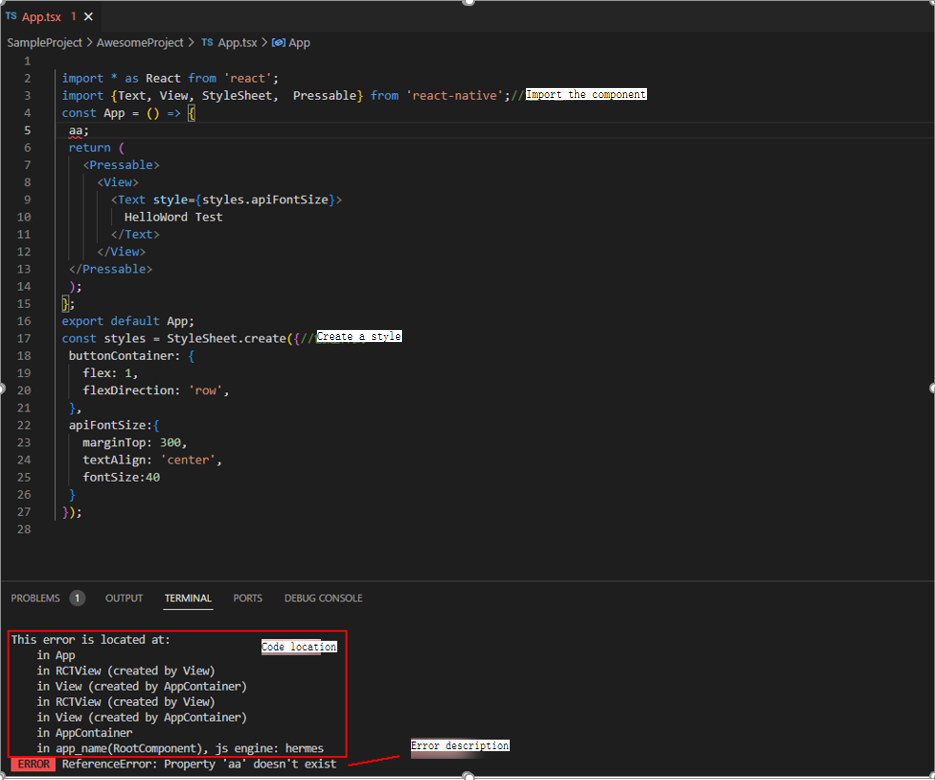 TS App.tsx 1 ×
SampleProject > AwesomeProject > TS App.tsx > App
1
2 import * as React from 'react';
3 import {Text, View, StyleSheet,  Pressable} from 'react-native';//Import the component
4 const App = () => {
5 aa;
6 return (
7 <Pressable>
8 <View>
9 <Text style={styles.apiFontSize}>
10 HelloWord Test
11 </Text>
12 </View>
13 </Pressable>
14 );
15 };
16 export default App;
17 const styles = StyleSheet.create({//Create a style
18 buttonContainer: {
19 flex: 1,
20 flexDirection: 'row',
21 },
22 apiFontSize:{
23 marginTop: 300,
24 textAlign: 'center',
25 fontSize:40
26 }
27 });
28
PROBLEMS 1 OUTPUT TERMINAL PORTS DEBUG CONSOLE
This error is located at:
Code location
in App
in RCTView (created by View)
in View (created by AppContainer)
in RCTView (created by View)
in View (created by AppContainer)
in AppContainer
in app_name(RootComponent), js engine: hermes
Error description
ERROR ReferenceError: Property 'aa' doesn't exist